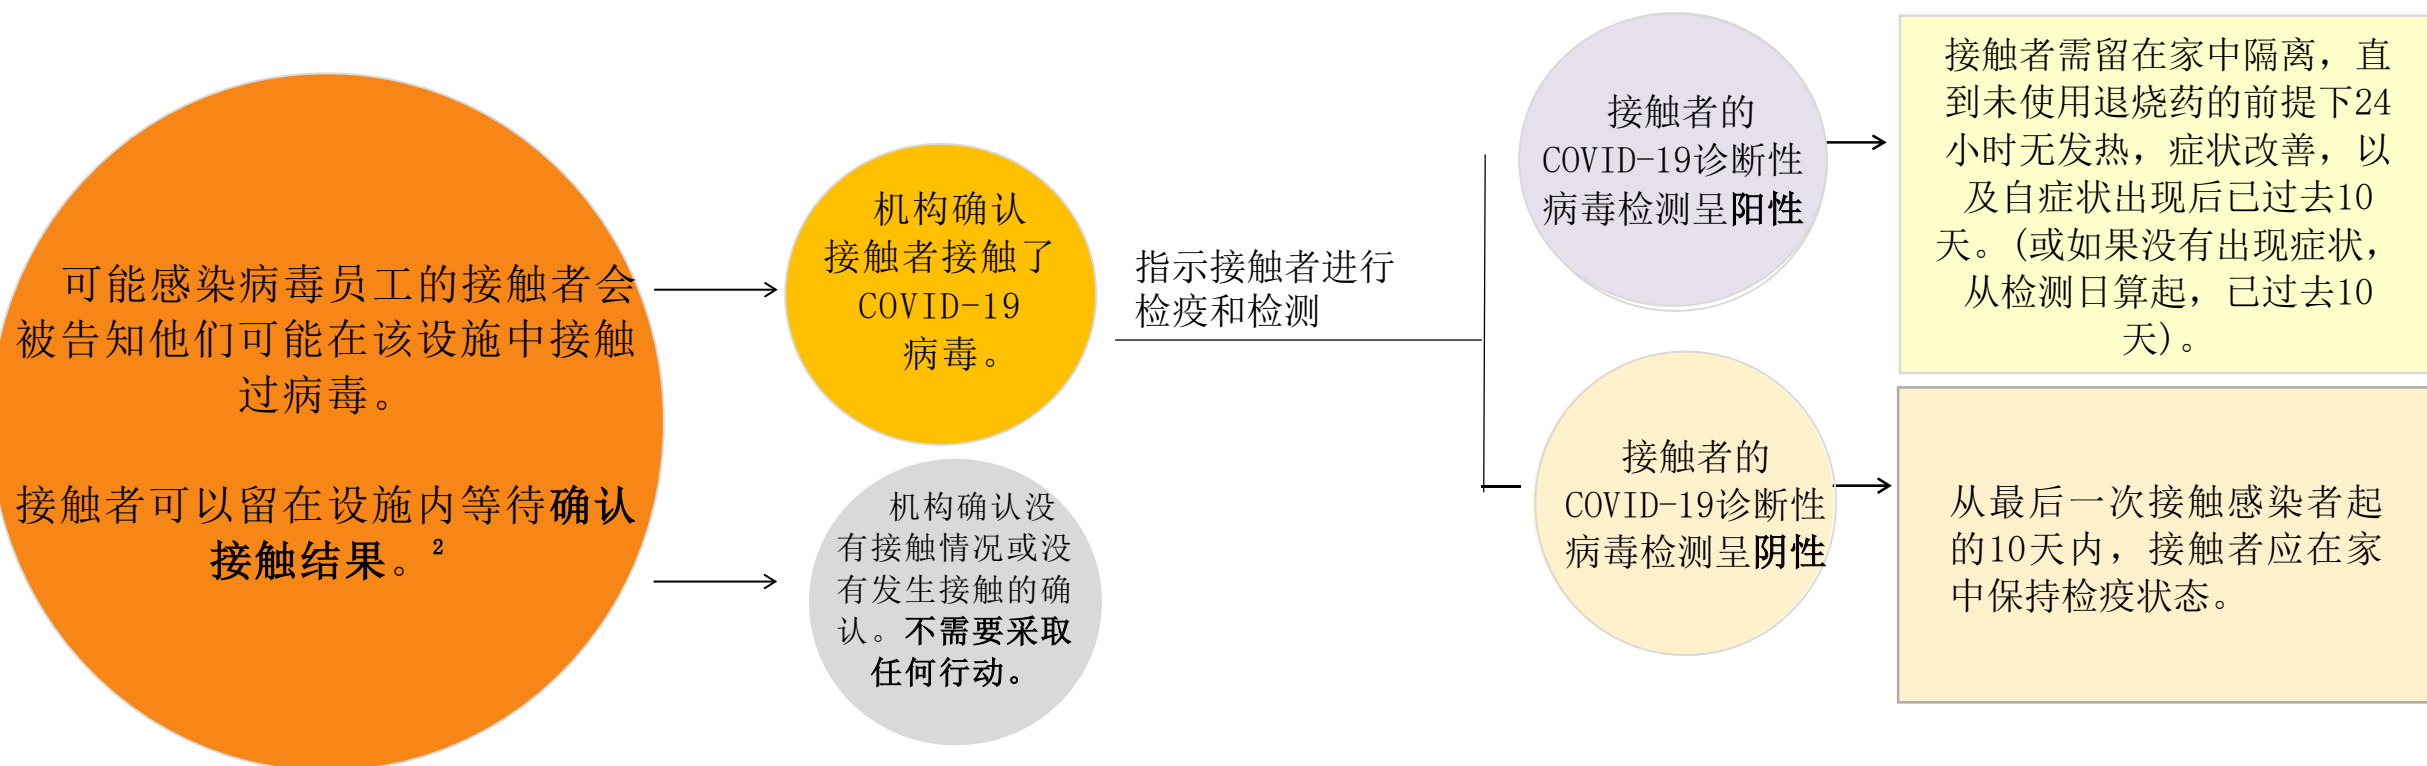 可能感染病毒员工的接触者会
被告知他们可能在该设施中接触
过病毒。
接触者可以留在设施内等待确认
接触结果。2
机构确认
接触者接触了
COVID-19
病毒。
机构确认没
有接触情况或没
有发生接触的确
认。不需要采取
任何行动。
指示接触者进行
检疫和检测
接触者的
COVID-19诊断性
病毒检测呈阳性
接触者需留在家中隔离，直
到未使用退烧药的前提下24
小时无发热，症状改善，以
及自症状出现后已过去10
天。(或如果没有出现症状，
从检测日算起，已过去10
天)。
接触者的
COVID-19诊断性
病毒检测呈阴性
从最后一次接触感染者起
的10天内，接触者应在家
中保持检疫状态。